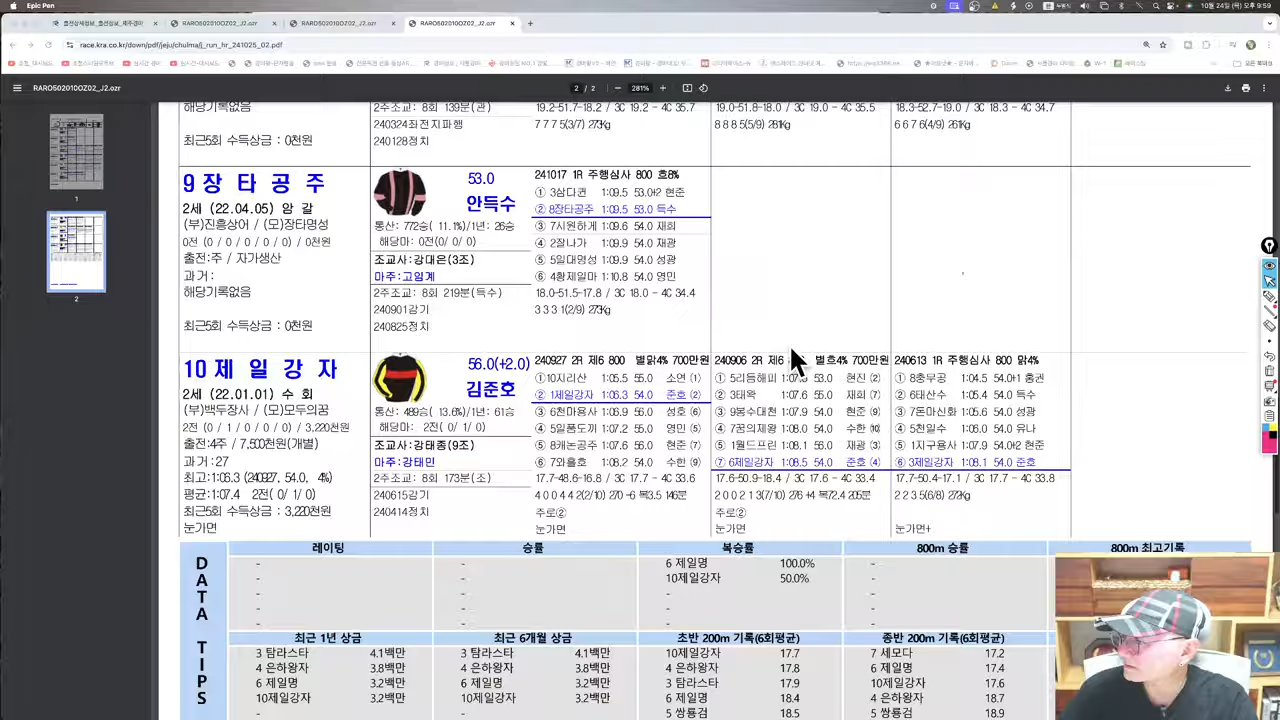 Epic Pen
10월 24일 (목) 오후 9:59
출전상세정보_출전정보_제주경마
RARO502010OZ02_J2.ozr
RARO502010OZ02_J2.ozr
RARO502010OZ02_J2.ozr
race.kra.co.kr/down/pdf/jeju/chulma/j_run_hr_241025_02.pdf
RARO502010OZ02_J2.ozr
2 / 2
281%
1
2
해당기록없음
최근5회 수득상금 : 0천원
2주조교: 8회 139분(관)
240324좌전지파행
240128정치
19.2-51.7-18.2 / 3C 19.2 - 4C 35.7
7 7 7 5(3/7) 273Kg
19.0-51.8-18.0 / 3C 19.0 - 4C 35.5
8 8 8 5(5/9) 281Kg
18.3-52.7-19.0 / 3C 18.3 - 4C 34.7
6 6 7 6(4/9) 261Kg
9 장 타 공 주
2세 (22.04.05) 암 갈
(부)진흥상어 / (모)장타명성
0전 (0 / 0 / 0 / 0 / 0) / 0천원
출전:주 / 자가생산
과거:
해당기록없음
최근5회 수득상금 : 0천원
53.0
안득수
통산: 772승( 11.1%)/1년: 26승
해당마: 0전(0/ 0/ 0)
조교사:강대은(3조)
마주:고임계
2주조교: 8회 219분(득수)
240901감기
240825정치
241017 1R 주행심사 800 흐8%
① 3삼다퀸 1:09.5 53.0+2 현준
② 8장타공주 1:09.5 53.0 득수
③ 7시원하게 1:09.6 54.0 재희
④ 2잘나가 1:09.9 54.0 재광
⑤ 5일대명성 1:09.9 54.0 성광
⑥ 4황제일마 1:10.8 54.0 영민
18.0-51.5-17.8 / 3C 18.0 - 4C 34.4
3 3 3 1(2/9) 273Kg
10 제 일 강 자
2세 (22.01.01) 수 회
(부)백두장사 / (모)모두의꿈
2전 (0 / 1 / 0 / 0 / 0) / 3,220천원
출전:4주 / 7,500천원(개별)
과거:27
최고:1:06.3 (240927, 54.0, 4%)
평균:1:07.4 2전( 0/ 1/ 0)
최근5회 수득상금 : 3,220천원
눈가면
56.0(+2.0)
김준호
통산: 489승( 13.6%)/1년: 61승
해당마: 2전( 0/ 1/ 0)
조교사:강태종(9조)
마주:강태민
2주조교: 8회 173분(조)
240615감기
240414정치
240927 2R 제6 800 별맑4% 700만원
①10지리산 1:05.5 55.0 소연 (1)
② 1제일강자 1:06.3 54.0 준호 (2)
③ 6천마용사 1:06.9 54.0 성호 (6)
④ 5일품도끼 1:07.2 55.0 영민 (5)
⑤ 8캐논공주 1:07.6 55.0 현준 (7)
⑥ 7와을호 1:08.2 54.0 수한 (9)
17.7-48.6-16.8 / 3C 17.7 - 4C 33.6
4 0 0 4 4 2(2/10) 270 -6 목3.5 146분
주로②
눈가면
240906 2R 제6 별흐4% 700만원
① 5리듬해피 53.0 현진 (2)
② 3태왁 1:07.6 55.0 재희 (7)
③ 9봉수대천 1:07.9 54.0 현준 (9)
④ 7꿈의제왕 1:08.0 54.0 수한 (10)
⑤ 1월드프린 1:08.1 55.0 재광 (3)
⑦ 6제일강자 1:08.5 54.0 준호 (4)
17.6-50.9-18.4 / 3C 17.6 - 4C 33.4
2 0 0 2 1 3(7/10) 276 +4 목72.4 205분
주로②
눈가면
240613 1R 주행심사 800 맑4%
① 8충무공 1:04.5 54.0+1 홍권
② 6태산수 1:05.4 54.0 득수
③ 7돈마신화 1:05.6 54.0 성광
④ 5천일수 1:06.0 54.0 유나
⑤ 1지구용사 1:07.9 54.0+2 현준
⑥ 3제일강자 1:08.1 54.0 준호
17.7-50.4-17.1 / 3C 17.7 - 4C 33.8
2 2 3 5(6/8) 272Kg
눈가면+
DATA TIPS
레이팅 승률 복승률 800m 승률 800m 최고기록
- - 6 제일명 100.0% -
- - 10제일강자 50.0% -
- - - -
- - - -
- - - -
최근 1년 상금 최근 6개월 상금 초반 200m 기록(6회평균) 종반 200m 기록(6회평균)
3 탐라스타 4.1백만 3 탐라스타 4.1백만 10제일강자 17.7 7 세모다 17.2
4 은하왕자 3.8백만 4 은하왕자 3.8백만 4 은하왕자 17.8 6 제일명 17.4
6 제일명 3.2백만 6 제일명 3.2백만 3 탐라스타 17.9 10제일강자 17.6
10제일강자 3.2백만 10제일강자 3.2백만 6 제일명 18.4 4 은하왕자 18.7
- - 5 쌍룡검 18.5 5 쌍룡검 18.9